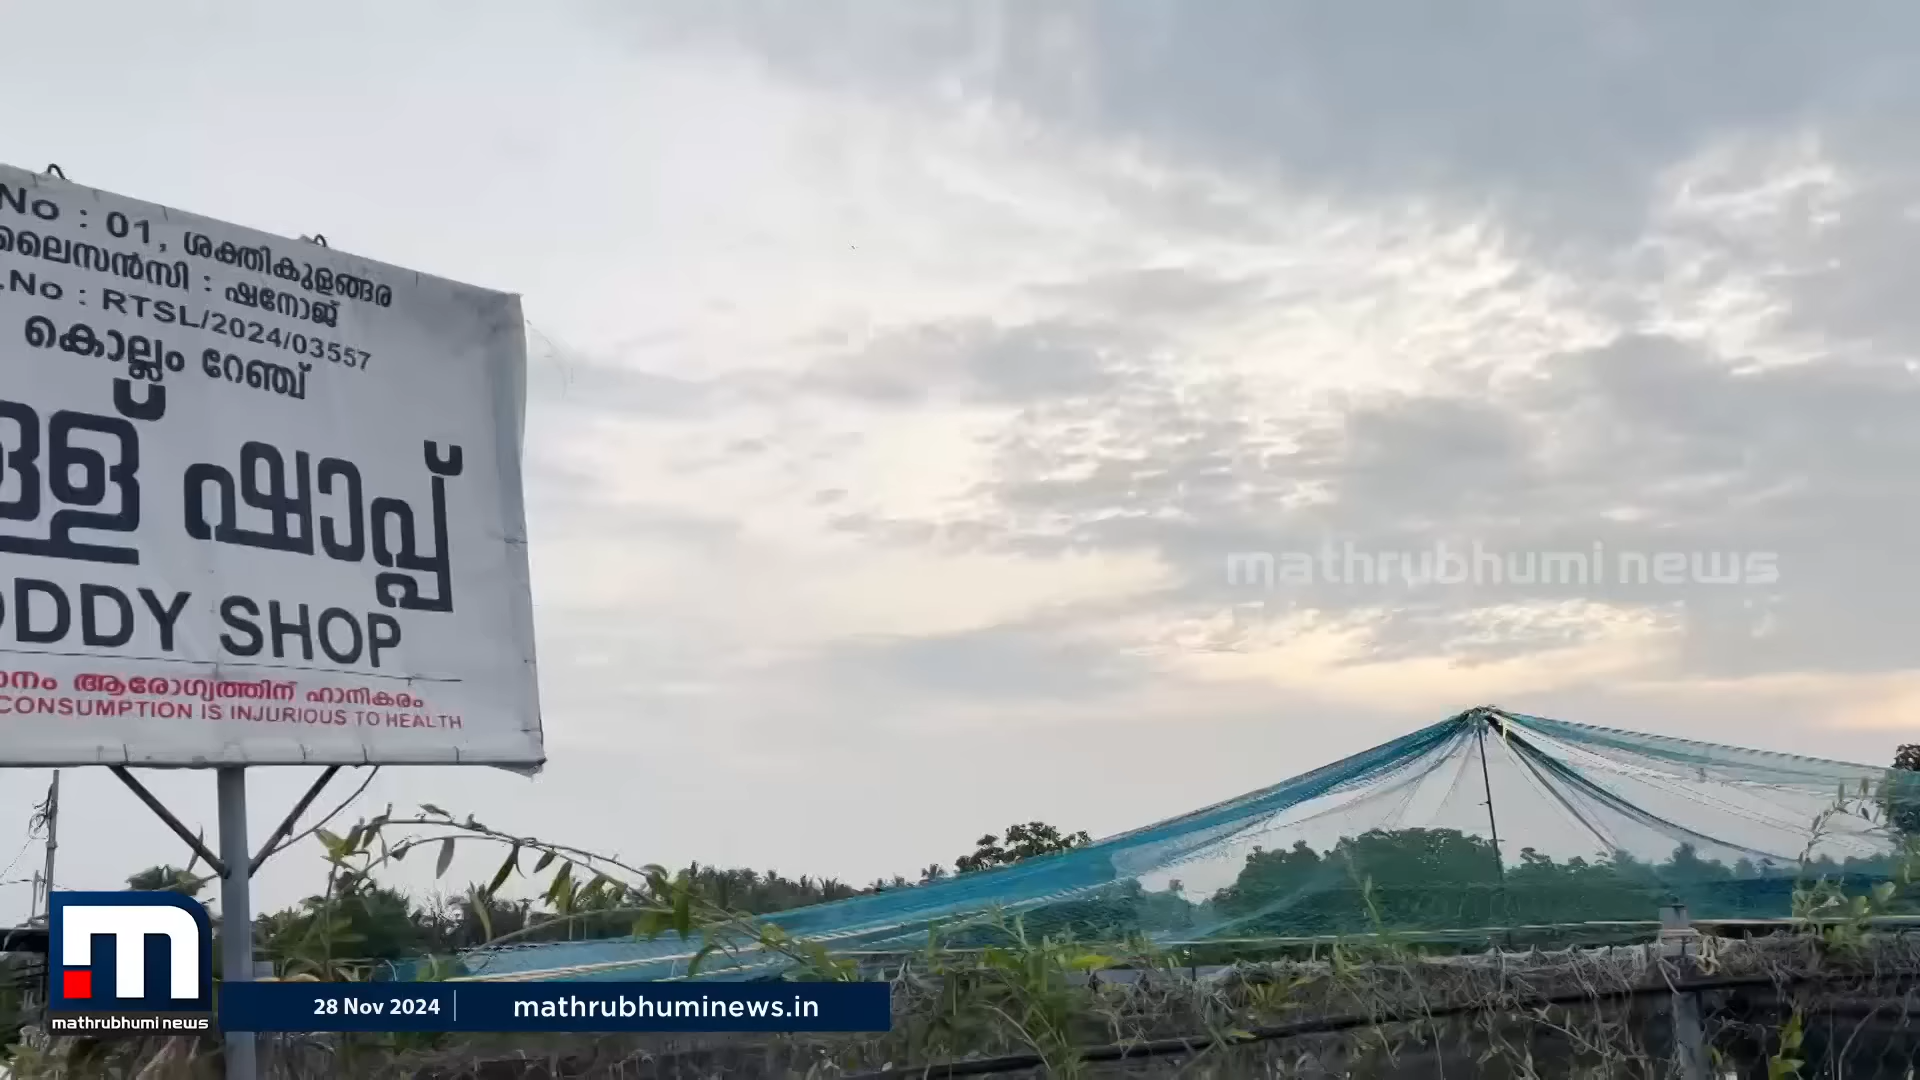 No : 01, ശക്തികുളങ്ങര
ലൈസൻസി : ഷനോജ്
.No : RTSL/2024/03557
കൊല്ലം റേഞ്ച്
ള്ള് ഷാപ്പ്
ODDY SHOP
ാനം ആരോഗ്യത്തിന് ഹാനികരം
CONSUMPTION IS INJURIOUS TO HEALTH
mathrubhumi news
28 Nov 2024
mathrubhuminews.in
mathrubhumi news